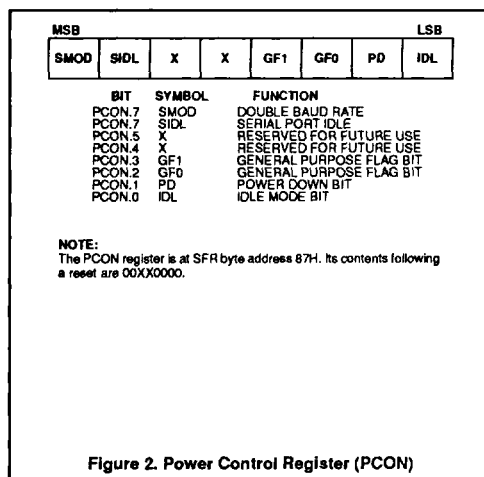 MSB LSB
SMOD SIDL X X GF1 GF0 PD IDL
BIT SYMBOL FUNCTION
PCON.7 SMOD DOUBLE BAUD RATE
PCON.7 SIDL SERIAL PORT IDLE
PCON.5 X RESERVED FOR FUTURE USE
PCON.4 X RESERVED FOR FUTURE USE
PCON.3 GF1 GENERAL PURPOSE FLAG BIT
PCON.2 GF0 GENERAL PURPOSE FLAG BIT
PCON.1 PD POWER DOWN BIT
PCON.0 IDL IDLE MODE BIT
NOTE:
The PCON register is at SFR byte address 87H. Its contents following
a reset are 00XX0000.
Figure 2. Power Control Register (PCON)